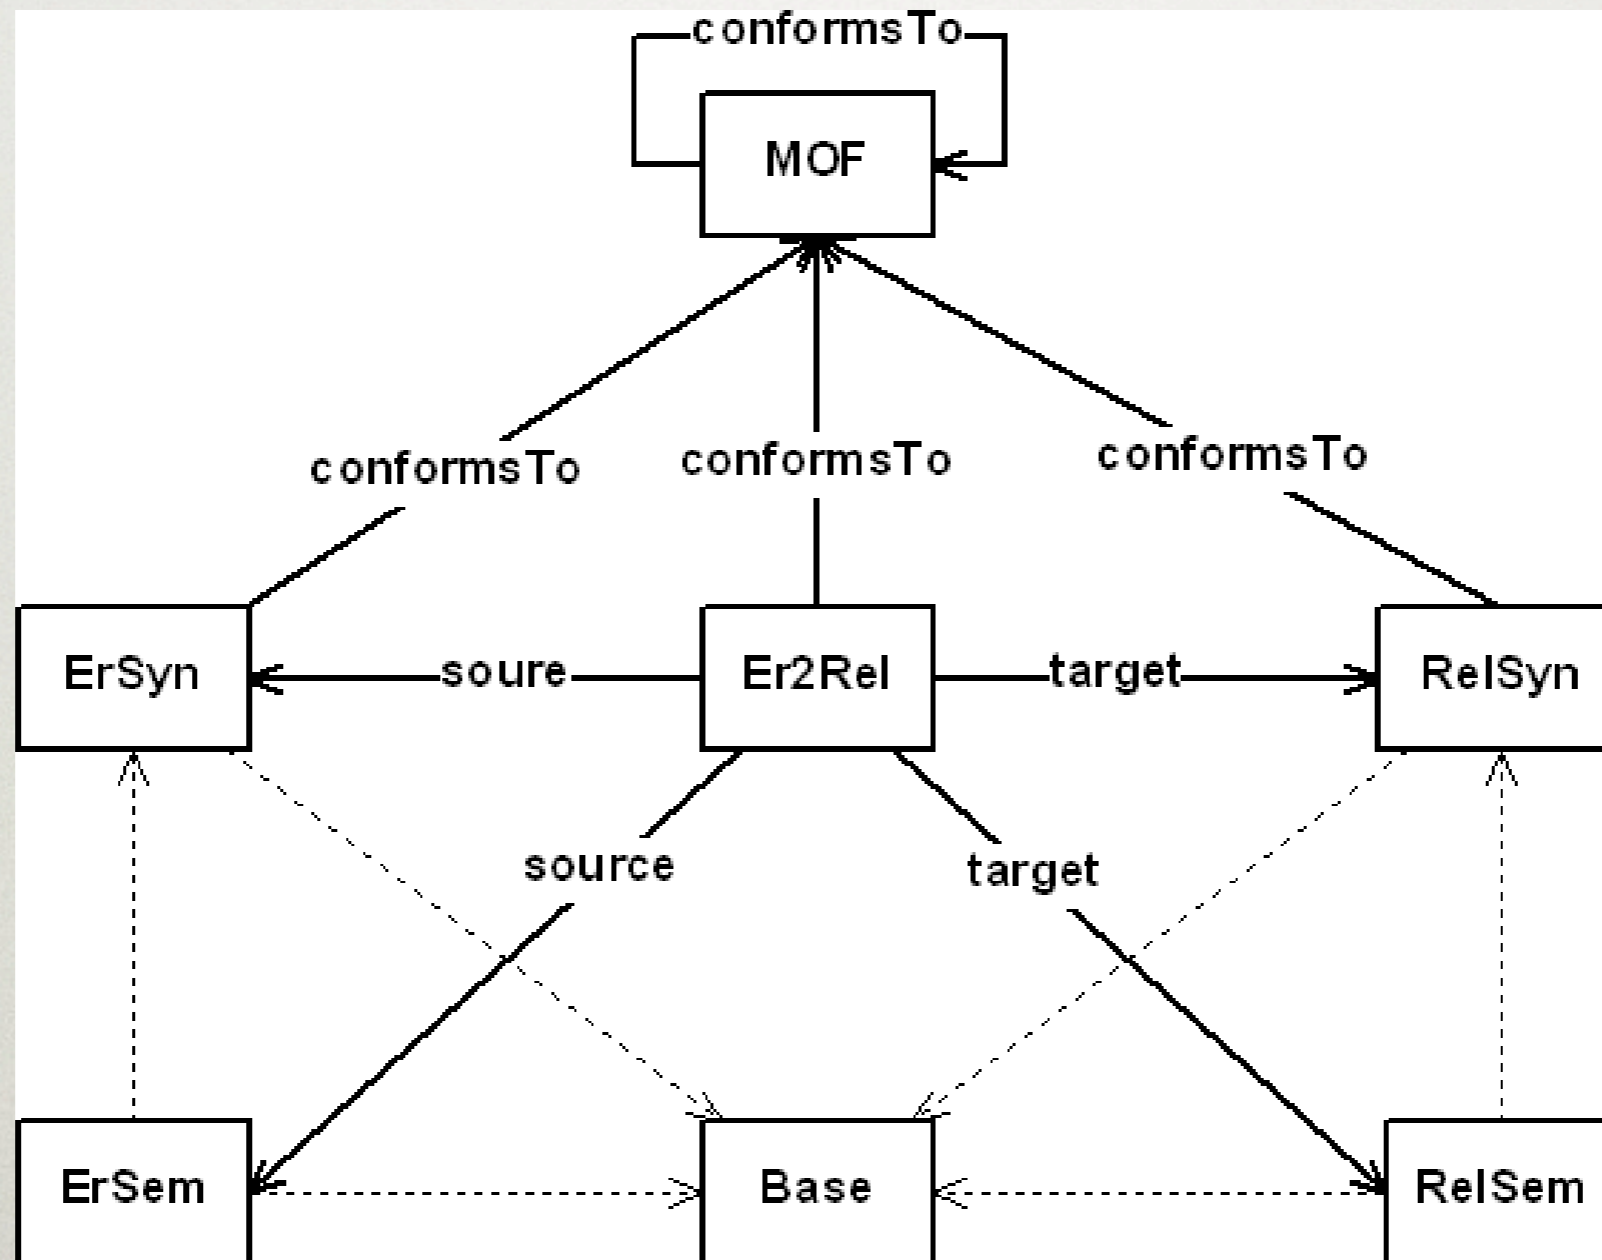 conformsTo
MOF
conformsTo
conformsTo
conformsTo
ErSyn
soure
Er2Rel
target
RelSyn
source
target
ErSem
Base
RelSem